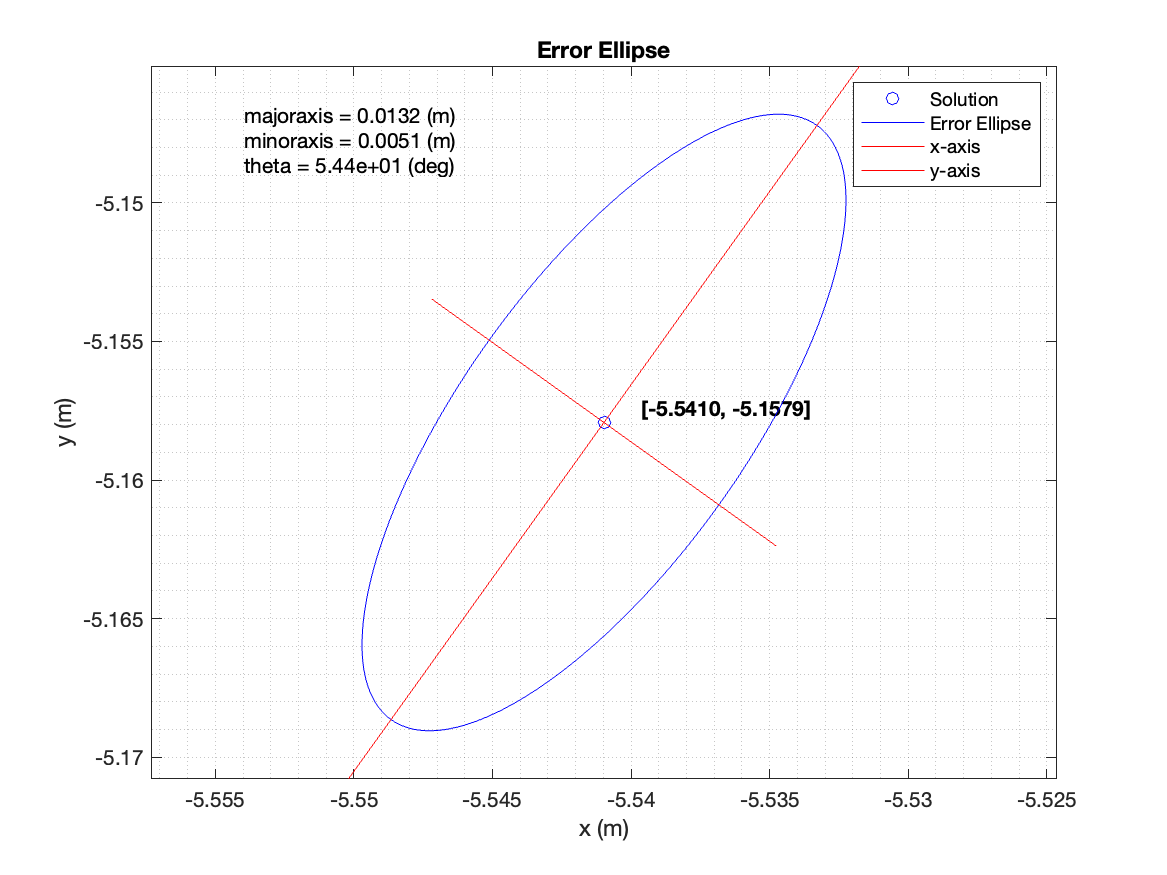 Error Ellipse
majoraxis = 0.0132 (m)
minoraxis = 0.0051 (m)
theta = 5.44e+01 (deg)
Solution
Error Ellipse
x-axis
y-axis
[-5.5410, -5.1579]
-5.15
-5.155
-5.16
-5.165
-5.17
y (m)
-5.555
-5.55
-5.545
-5.54
-5.535
-5.53
-5.525
x (m)